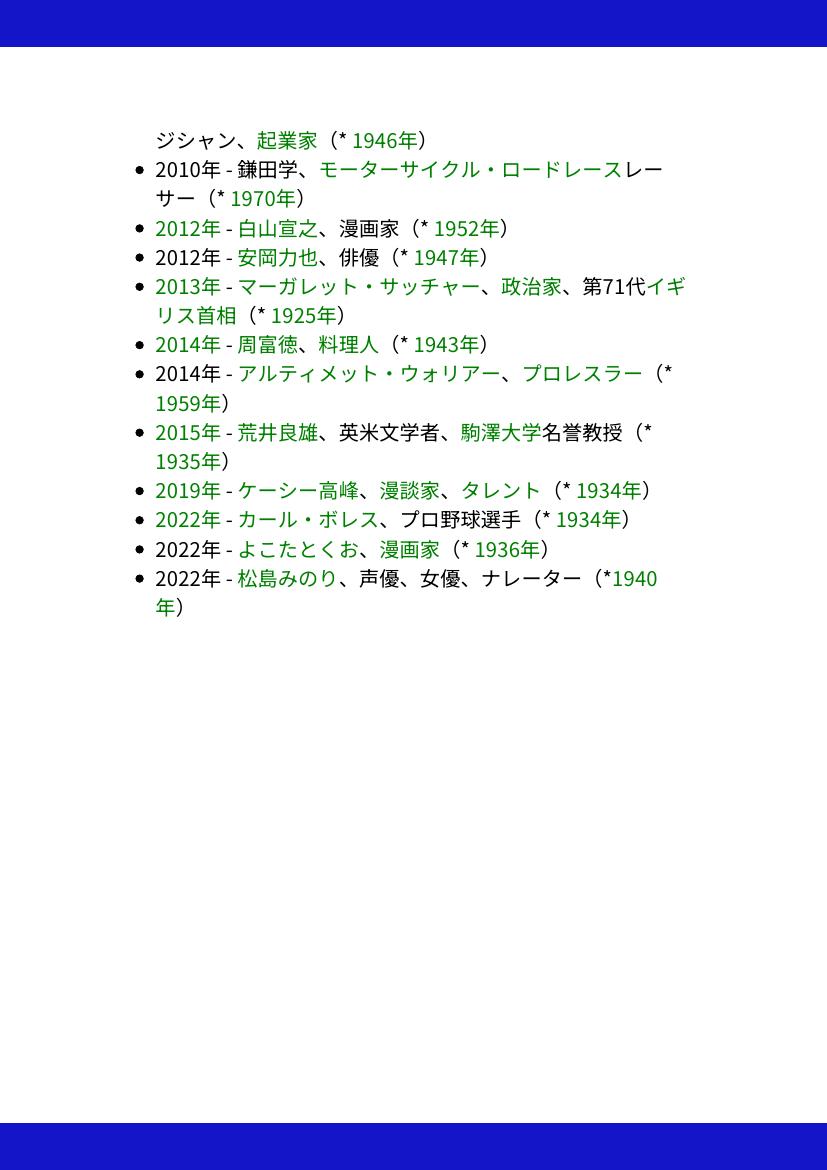 ジシャン、起業家（* 1946年）
• 2010年 - 鎌田学、モーターサイクル・ロードレースレー
サー（* 1970年）
• 2012年 - 白山宣之、漫画家（* 1952年）
• 2012年 - 安岡力也、俳優（* 1947年）
• 2013年 - マーガレット・サッチャー、政治家、第71代イギ
リス首相（* 1925年）
• 2014年 - 周富徳、料理人（* 1943年）
• 2014年 - アルティメット・ウォリアー、プロレスラー（*
1959年）
• 2015年 - 荒井良雄、英米文学者、駒澤大学名誉教授（*
1935年）
• 2019年 - ケーシー高峰、漫談家、タレント（* 1934年）
• 2022年 - カール・ボレス、プロ野球選手（* 1934年）
• 2022年 - よこたとくお、漫画家（* 1936年）
• 2022年 - 松島みのり、声優、女優、ナレーター（*1940
年）